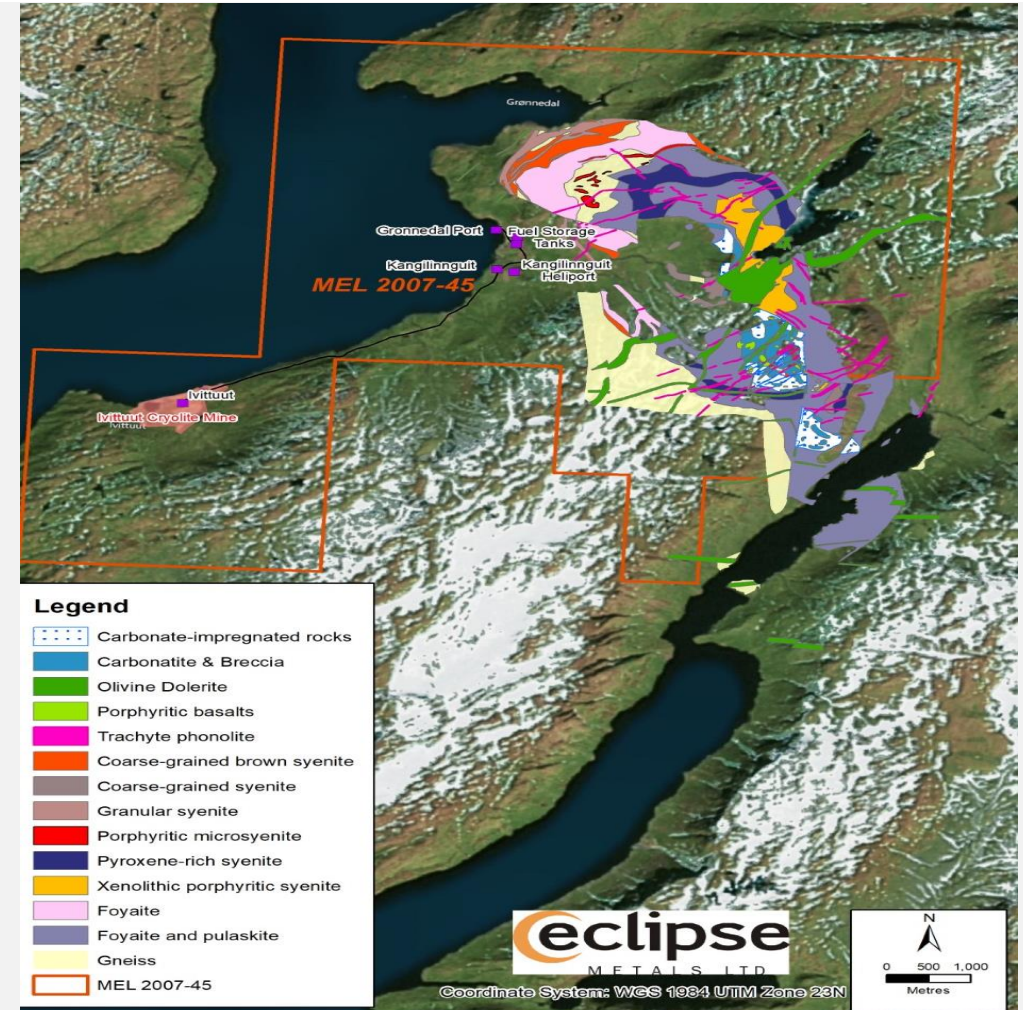 Grønnedal
Gronnedal Port
Fuel Storage
Tanks
Kangilinnguit
Kangilinnguit
Heliport
MEL 2007-45
Ivittuut
Ivittuut Cryolite Mine
Ivittuut
Legend
Carbonate-impregnated rocks
Carbonatite & Breccia
Olivine Dolerite
Porphyritic basalts
Trachyte phonolite
Coarse-grained brown syenite
Coarse-grained syenite
Granular syenite
Porphyritic microsyenite
Pyroxene-rich syenite
Xenolithic porphyritic syenite
Foyaite
Foyaite and pulaskite
Gneiss
MEL 2007-45
eclipse
METALS LTD
Coordinate System: WGS 1984 UTM Zone 23N
N
0 500 1,000
Metres